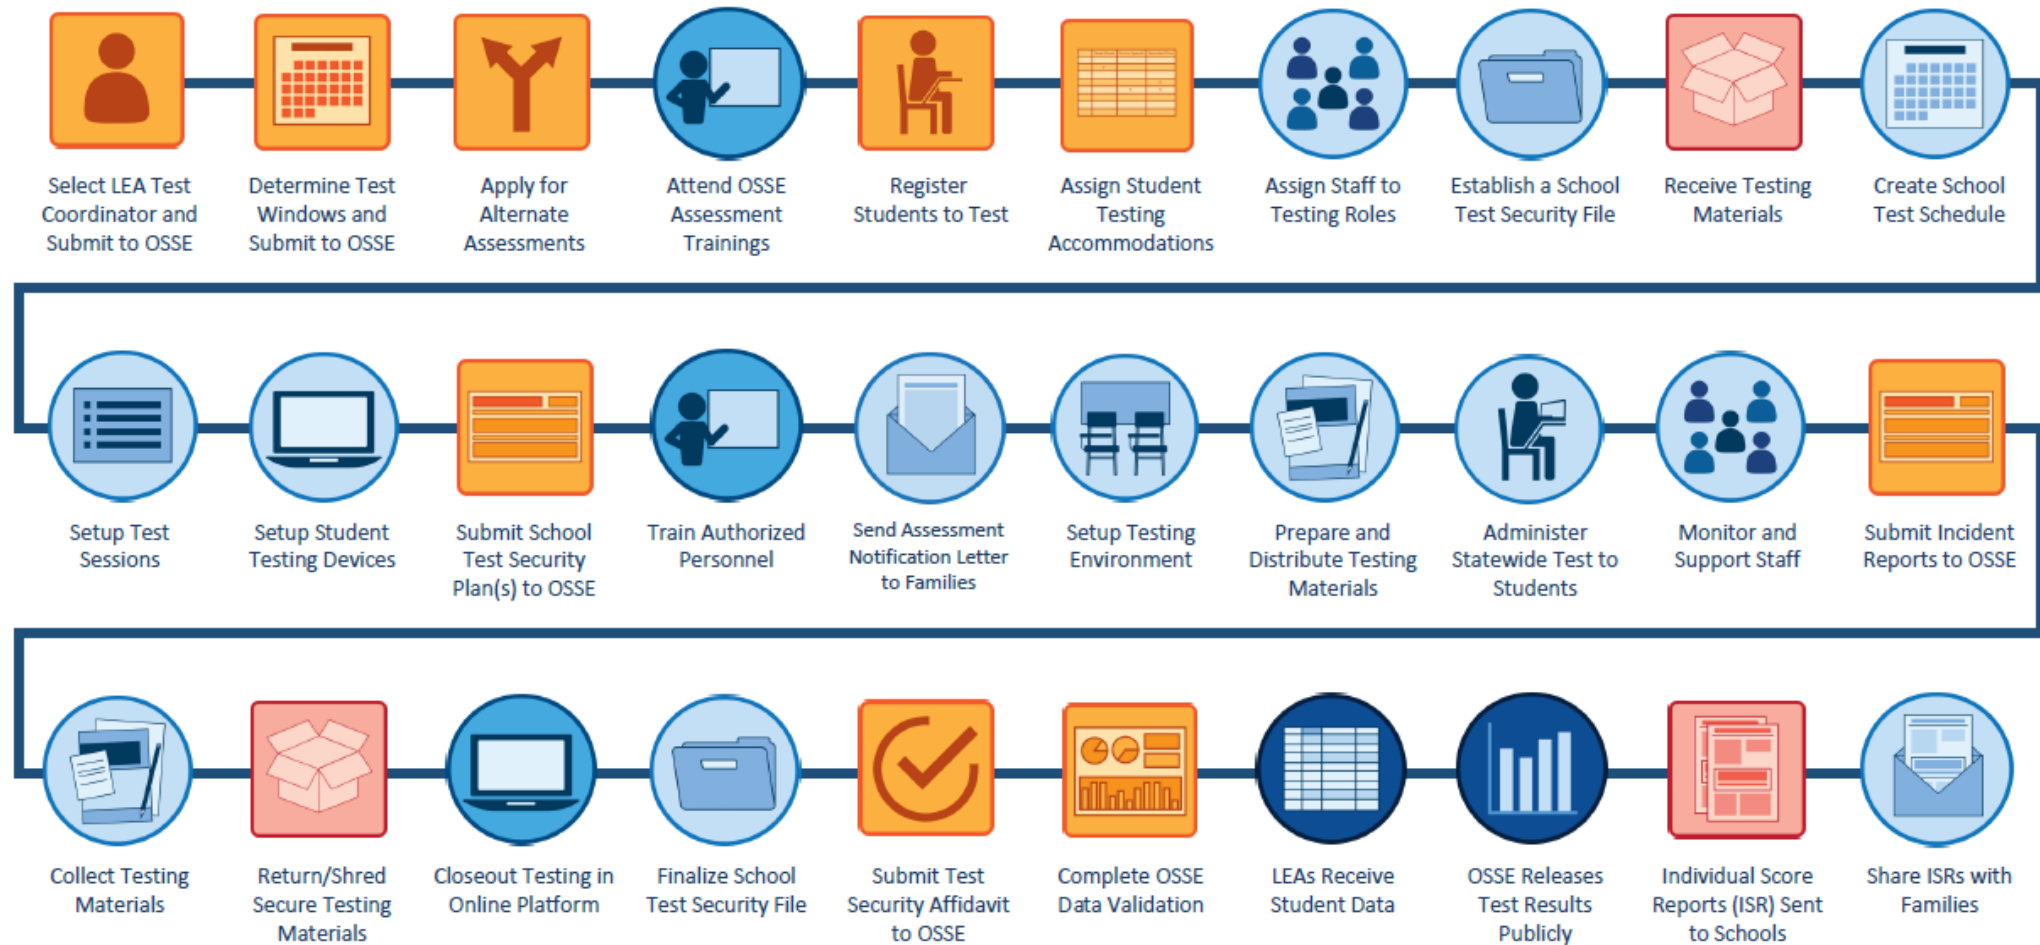 Select LEA Test
Coordinator and
Submit to OSSE
Determine Test
Windows and
Submit to OSSE
Apply for
Alternate
Assessments
Attend OSSE
Assessment
Trainings
Register
Students to Test
Assign Student
Testing
Accommodations
Assign Staff to
Testing Roles
Establish a School
Test Security File
Receive Testing
Materials
Create School
Test Schedule
Setup Test
Sessions
Setup Student
Testing Devices
Submit School
Test Security
Plan(s) to OSSE
Train Authorized
Personnel
Send Assessment
Notification Letter
to Families
Setup Testing
Environment
Prepare and
Distribute Testing
Materials
Administer
Statewide Test to
Students
Monitor and
Support Staff
Submit Incident
Reports to OSSE
Collect Testing
Materials
Return/Shred
Secure Testing
Materials
Closeout Testing in
Online Platform
Finalize School
Test Security File
Submit Test
Security Affidavit
to OSSE
Complete OSSE
Data Validation
LEAs Receive
Student Data
OSSE Releases
Test Results
Publicly
Individual Score
Reports (ISR) Sent
to Schools
Share ISRs with
Families